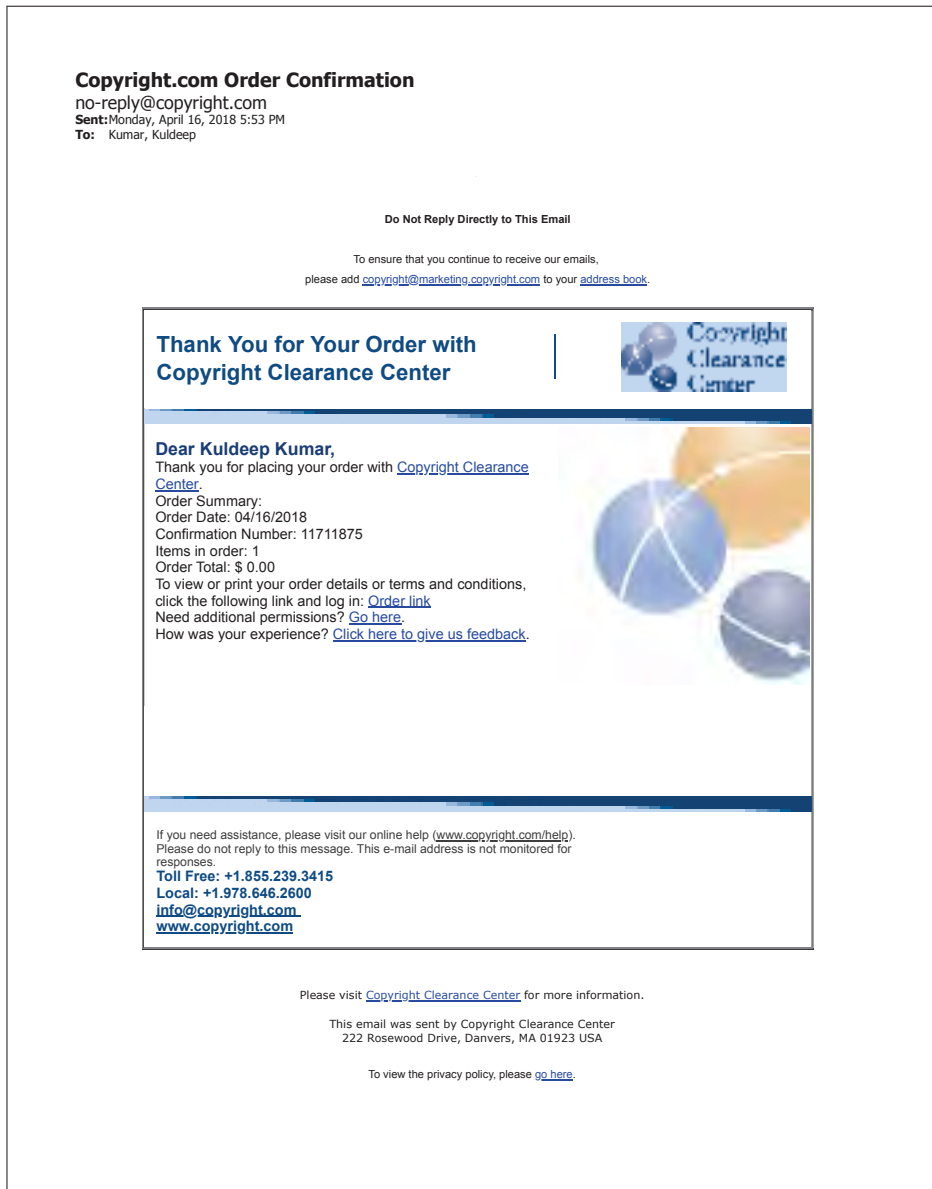 Copyright.com Order Confirmation
no-reply@copyright.com
Sent:Monday, April 16, 2018 5:53 PM
To: Kumar, Kuldeep
Do Not Reply Directly to This Email
To ensure that you continue to receive our emails,
please add copyright@marketing.copyright.com to your address book.
Thank You for Your Order with
Copyright Clearance Center
Copyright
Clearance
Center
Dear Kuldeep Kumar,
Thank you for placing your order with Copyright Clearance
Center.
Order Summary:
Order Date: 04/16/2018
Confirmation Number: 11711875
Items in order: 1
Order Total: $ 0.00
To view or print your order details or terms and conditions,
click the following link and log in: Order link
Need additional permissions? Go here.
How was your experience? Click here to give us feedback.
If you need assistance, please visit our online help (www.copyright.com/help).
Please do not reply to this message. This e-mail address is not monitored for
responses.
Toll Free: +1.855.239.3415
Local: +1.978.646.2600
info@copyright.com
www.copyright.com
Please visit Copyright Clearance Center for more information.
This email was sent by Copyright Clearance Center
222 Rosewood Drive, Danvers, MA 01923 USA
To view the privacy policy, please go here.